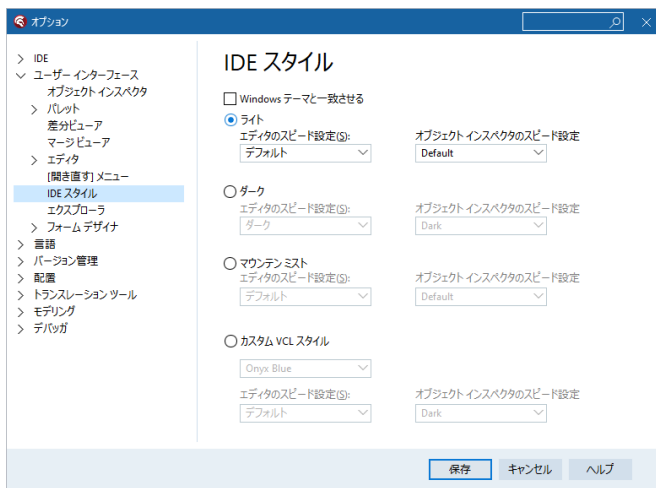 オプション
IDE
ユーザー インターフェース
オブジェクト インスペクタ
パレット
差分ビューア
マージ ビューア
エディタ
[開き直す] メニュー
IDE スタイル
エクスプローラ
フォーム デザイナ
言語
バージョン管理
配置
トランスレーション ツール
モデリング
デバッガ
IDE スタイル
Windows テーマと一致させる
ライト
エディタのスピード設定(S): オブジェクト インスペクタのスピード設定
デフォルト Default
ダーク
エディタのスピード設定(S): オブジェクト インスペクタのスピード設定
ダーク Dark
マウンテン ミスト
エディタのスピード設定(S): オブジェクト インスペクタのスピード設定
デフォルト Default
カスタム VCL スタイル
Onyx Blue
エディタのスピード設定(S): オブジェクト インスペクタのスピード設定
デフォルト Dark
保存 キャンセル ヘルプ